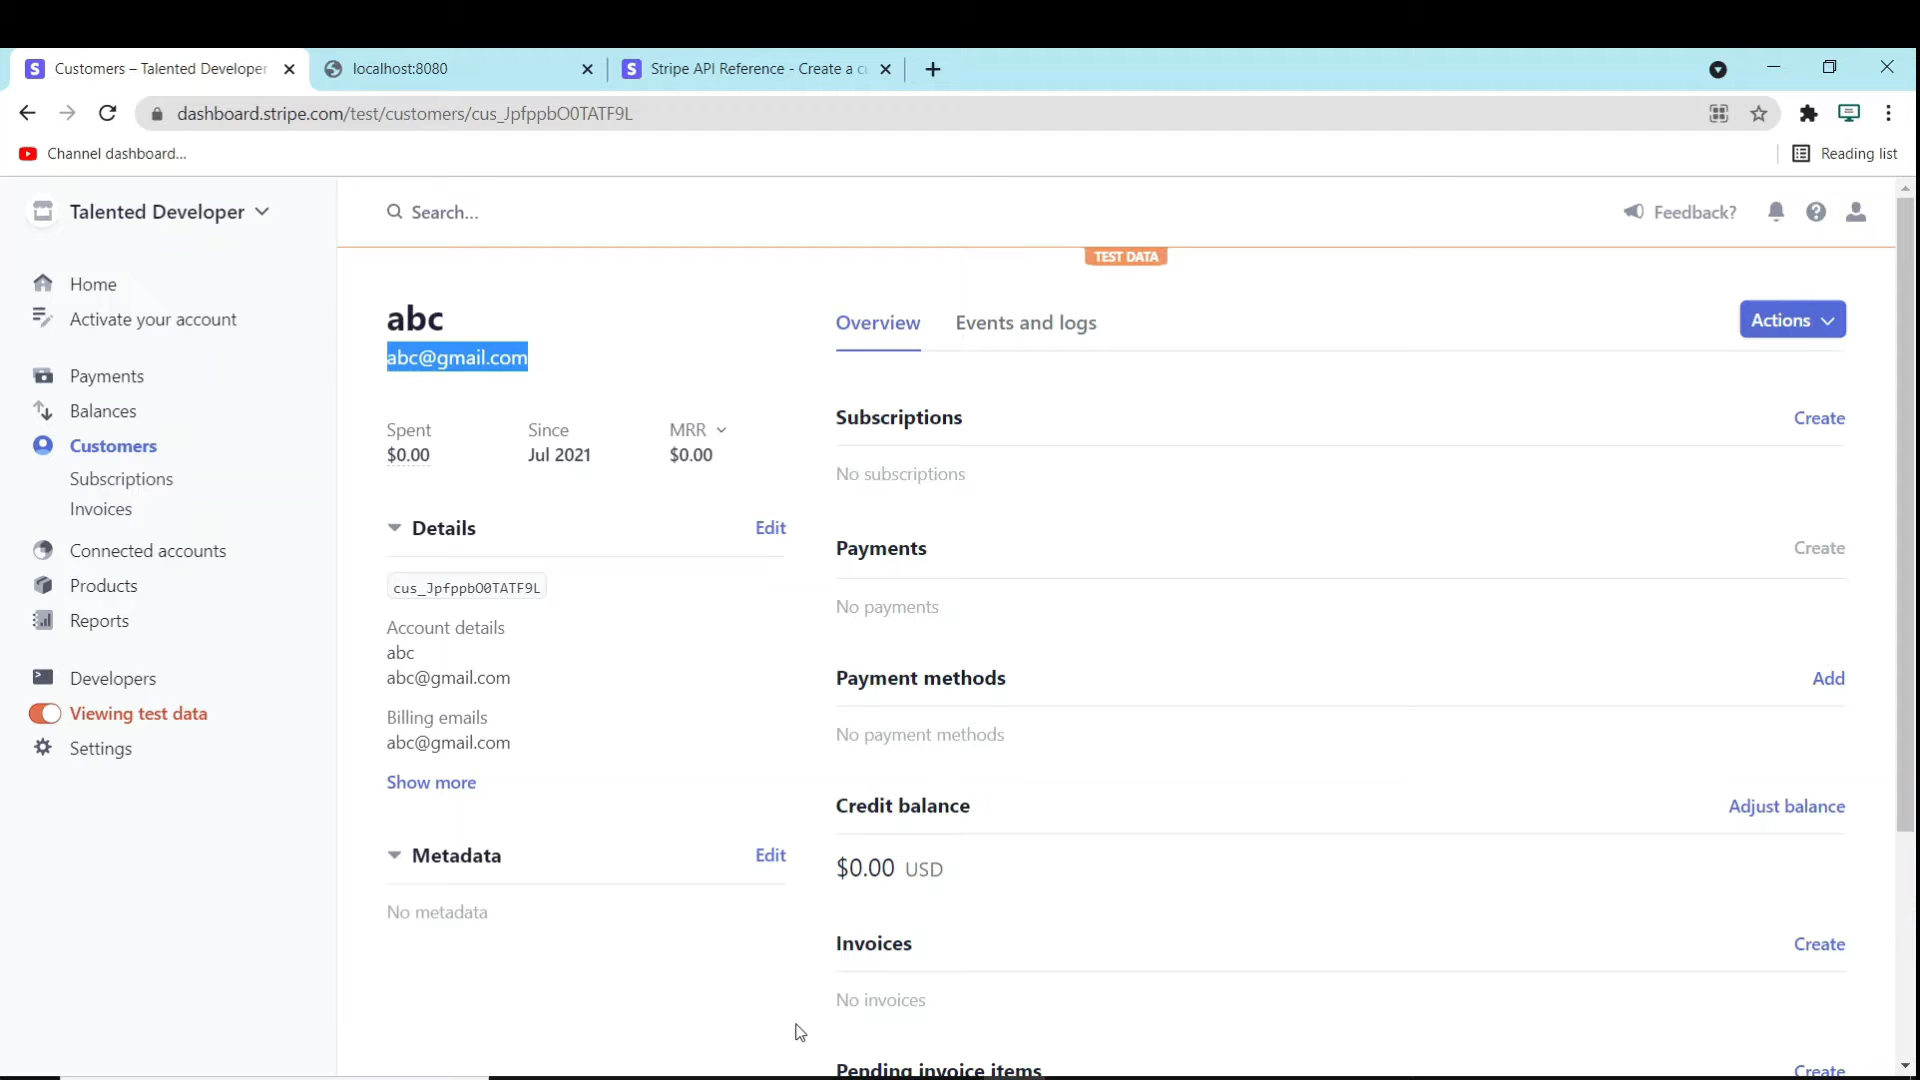 Customers – Talented Developer
localhost:8080
Stripe API Reference - Create a cu
dashboard.stripe.com/test/customers/cus_JpfppbO0TATF9L
Channel dashboard...
Reading list
Talented Developer
Search...
Feedback?
TEST DATA
Home
Activate your account
Payments
Balances
Customers
Subscriptions
Invoices
Connected accounts
Products
Reports
Developers
Viewing test data
Settings
abc
abc@gmail.com
Spent
Since
MRR
$0.00
Jul 2021
$0.00
Details
Edit
cus_JpfppbO0TATF9L
Account details
abc
abc@gmail.com
Billing emails
abc@gmail.com
Show more
Metadata
Edit
No metadata
Overview
Events and logs
Actions
Subscriptions
Create
No subscriptions
Payments
Create
No payments
Payment methods
Add
No payment methods
Credit balance
Adjust balance
$0.00 USD
Invoices
Create
No invoices
Pending invoice items
Create